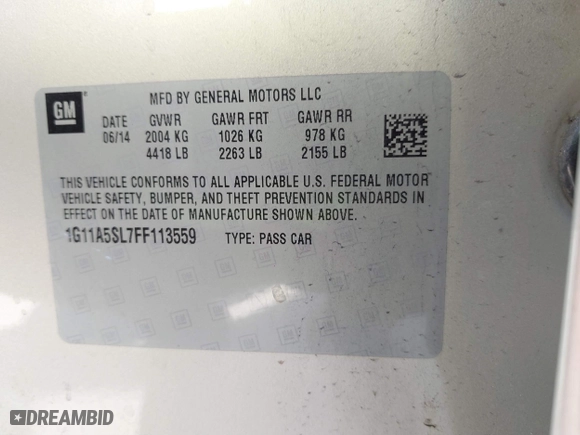 GM
MFD BY GENERAL MOTORS LLC
DATE GVWR GAWR FRT GAWR RR
06/14 2004 KG 1026 KG 978 KG
4418 LB 2263 LB 2155 LB
THIS VEHICLE CONFORMS TO ALL APPLICABLE U.S. FEDERAL MOTOR
VEHICLE SAFETY, BUMPER, AND THEFT PREVENTION STANDARDS IN
EFFECT ON THE DATE OF MANUFACTURE SHOWN ABOVE.
1G11A5SL7FF113559 TYPE: PASS CAR
DREAMBID